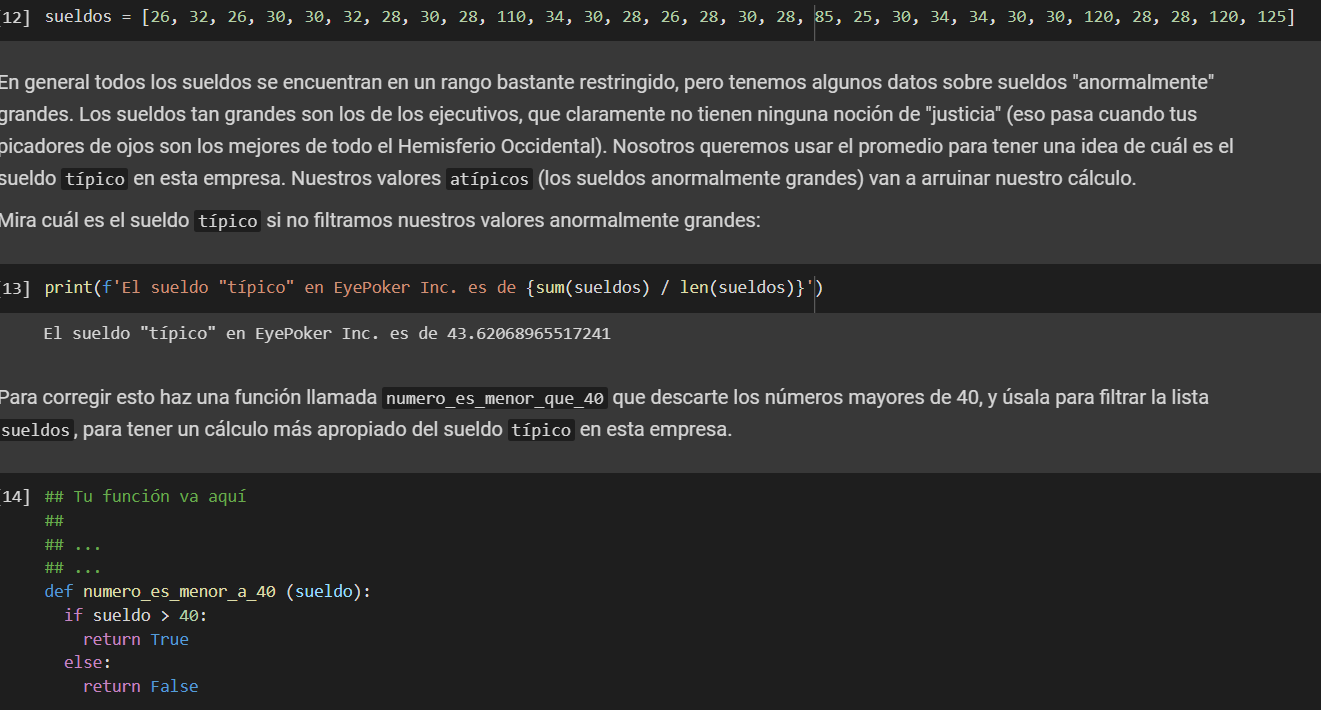 [12] sueldos = [26, 32, 26, 30, 30, 32, 28, 30, 28, 110, 34, 30, 28, 26, 28, 30, 28, 85, 25, 30, 34, 34, 30, 30, 120, 28, 28, 120, 125]
En general todos los sueldos se encuentran en un rango bastante restringido, pero tenemos algunos datos sobre sueldos "anormalmente"
grandes. Los sueldos tan grandes son los de los ejecutivos, que claramente no tienen ninguna noción de "justicia" (eso pasa cuando tus
picadores de ojos son los mejores de todo el Hemisferio Occidental). Nosotros queremos usar el promedio para tener una idea de cuál es el
sueldo típico en esta empresa. Nuestros valores atípicos (los sueldos anormalmente grandes) van a arruinar nuestro cálculo.
Mira cuál es el sueldo típico si no filtramos nuestros valores anormalmente grandes:
[13] print(f'El sueldo "típico" en EyePoker Inc. es de {sum(sueldos) / len(sueldos)}')
El sueldo "típico" en EyePoker Inc. es de 43.62068965517241
Para corregir esto haz una función llamada numero_es_menor_que_40 que descarte los números mayores de 40, y úsala para filtrar la lista
sueldos, para tener un cálculo más apropiado del sueldo típico en esta empresa.
[14] ## Tu función va aquí
##
## ...
## ...
def numero_es_menor_a_40 (sueldo):
if sueldo > 40:
return True
else:
return False